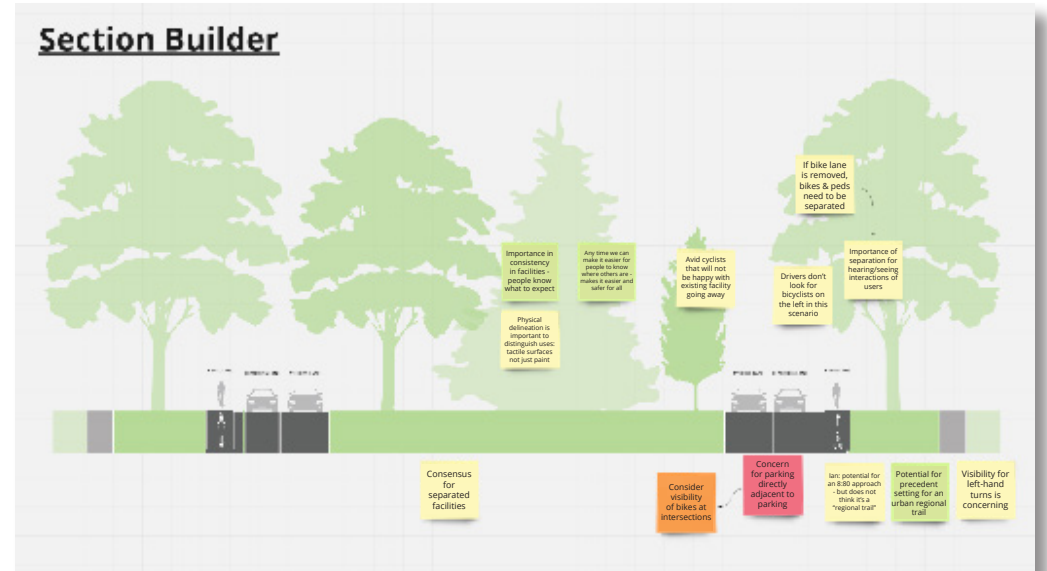 Section Builder
If bike lane
is removed,
bikes & peds
need to be
separated
Importance in
consistency
in facilities -
people know
what to expect
Any time we can
make it easier for
people to know
where others are -
makes it easier and
safer for all
Avid cyclists
that will not
be happy with
existing facility
going away
Importance of
separation for
hearing/seeing
interactions of
users
Drivers don't
look for
bicyclists on
the left in this
scenario
Physical
delineation is
important to
distinguish uses:
tactile surfaces
not just paint
Consensus
for
separated
facilities
Consider
visibility
of bikes at
intersections
Concern
for parking
directly
adjacent to
parking
Ian: potential for
an 8:80 approach
- but does not
think it's a
"regional trail"
Potential for
precedent
setting for an
urban regional
trail
Visibility for
left-hand
turns is
concerning